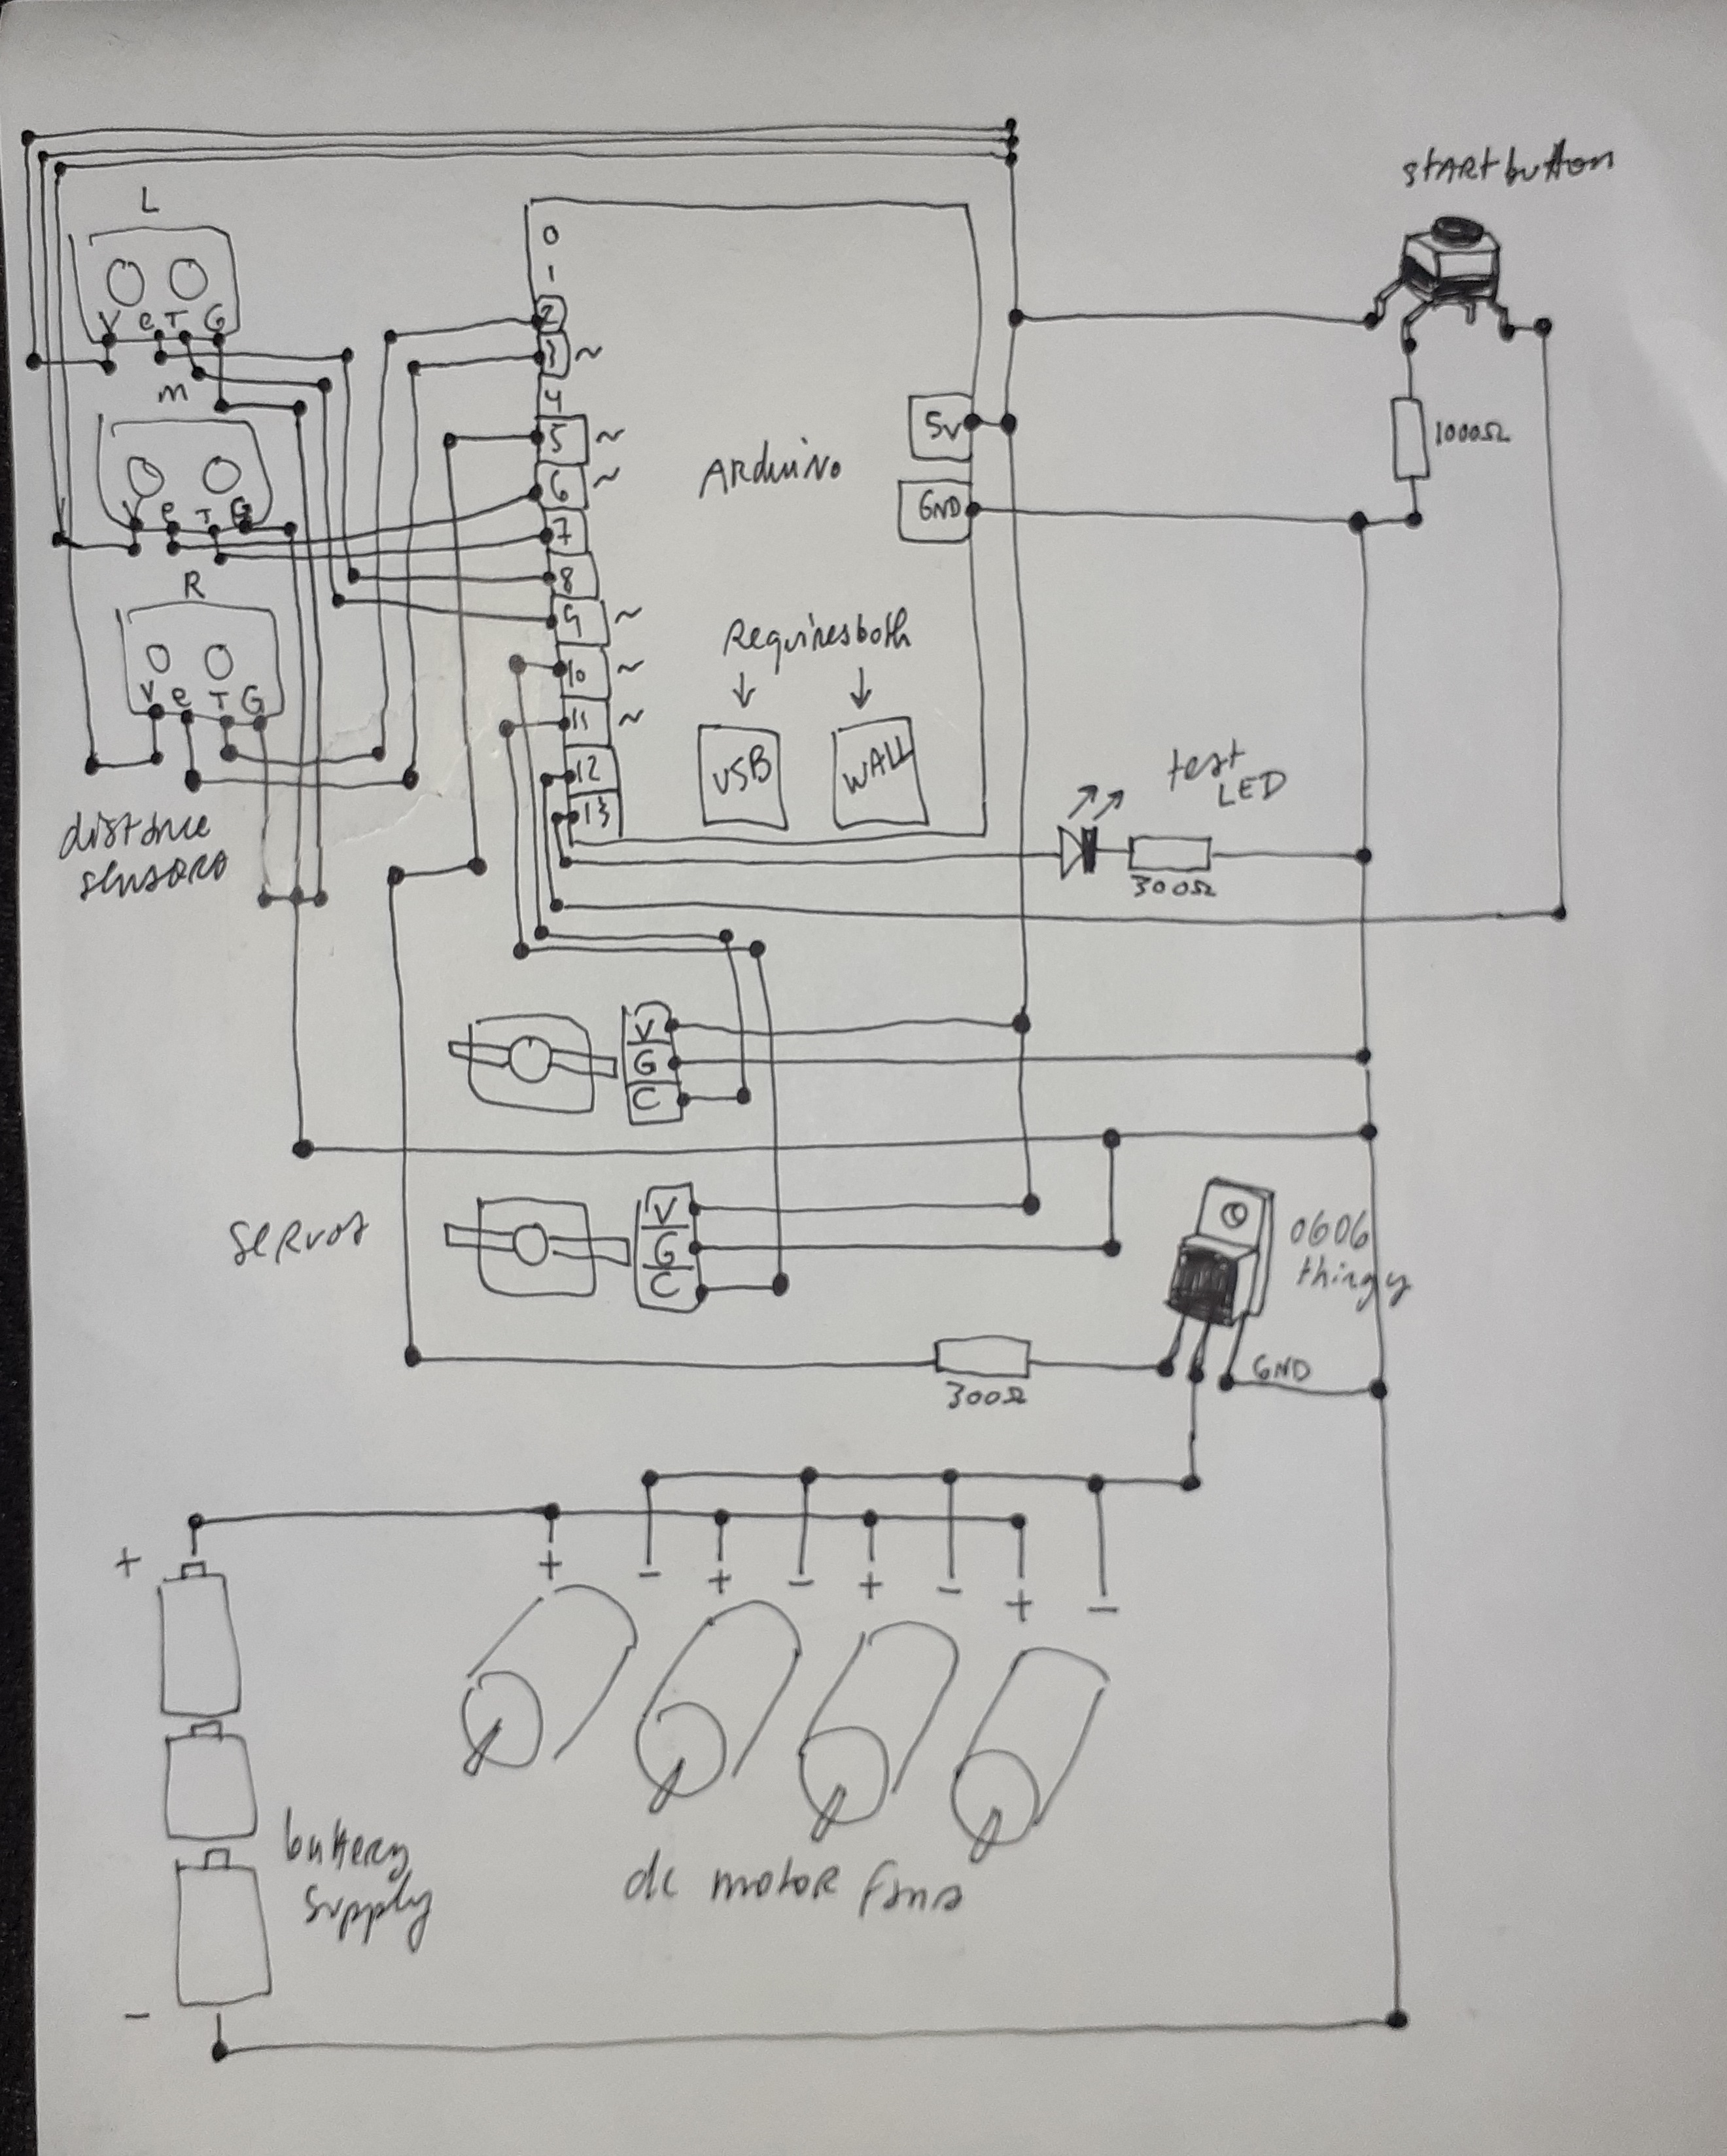 START button
L
V e T G
m
V e T G
R
V e T G
distance
sensors
0
1
2
3 ~
4
5 ~
6 ~
7
8
9 ~
10 ~
11 ~
12
13
Arduino
5v
GND
Requires both
↓ ↓
USB WALL
1000Ω
test
LED
300Ω
V
G
C
servos
V
G
C
0606
thingy
GND
300Ω
+
+ - + - + - + -
-
battery
supply
dc motor fans